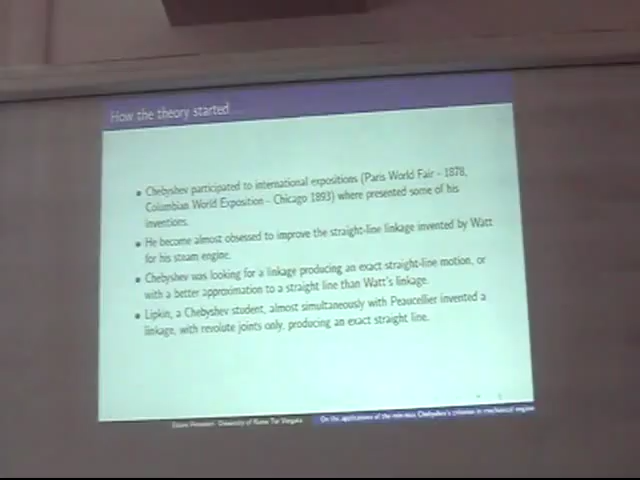 How the theory started
Chebyshev participated to international expositions (Paris World Fair - 1878,
Columbian World Exposition - Chicago 1893) where presented some of his
inventions.
He become almost obsessed to improve the straight-line linkage invented by Watt
for his steam engine.
Chebyshev was looking for a linkage producing an exact straight-line motion, or
with a better approximation to a straight line than Watt's linkage.
Lipkin, a Chebyshev student, almost simultaneously with Peaucellier invented a
linkage, with revolute joints only, producing an exact straight line.
University of Rome Tor Vergata
On the applications of the min-max Chebyshev's criterion in mechanical